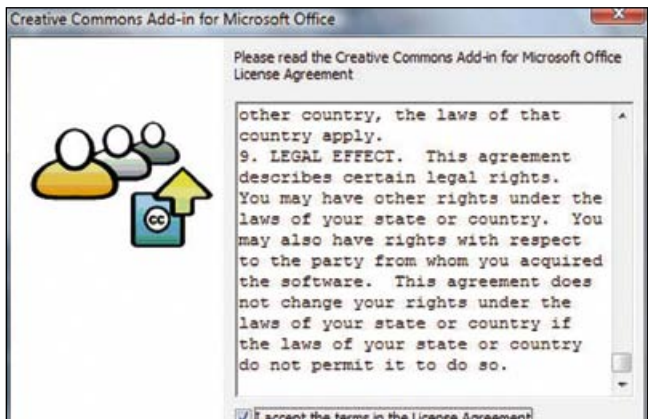 Creative Commons Add-in for Microsoft Office
Please read the Creative Commons Add-in for Microsoft Office
License Agreement
other country, the laws of that
country apply.
9. LEGAL EFFECT.  This agreement
describes certain legal rights.
You may have other rights under the
laws of your state or country.  You
may also have rights with respect
to the party from whom you acquired
the software.  This agreement does
not change your rights under the
laws of your state or country if
the laws of your state or country
do not permit it to do so.
cc
I accept the terms in the License Agreement